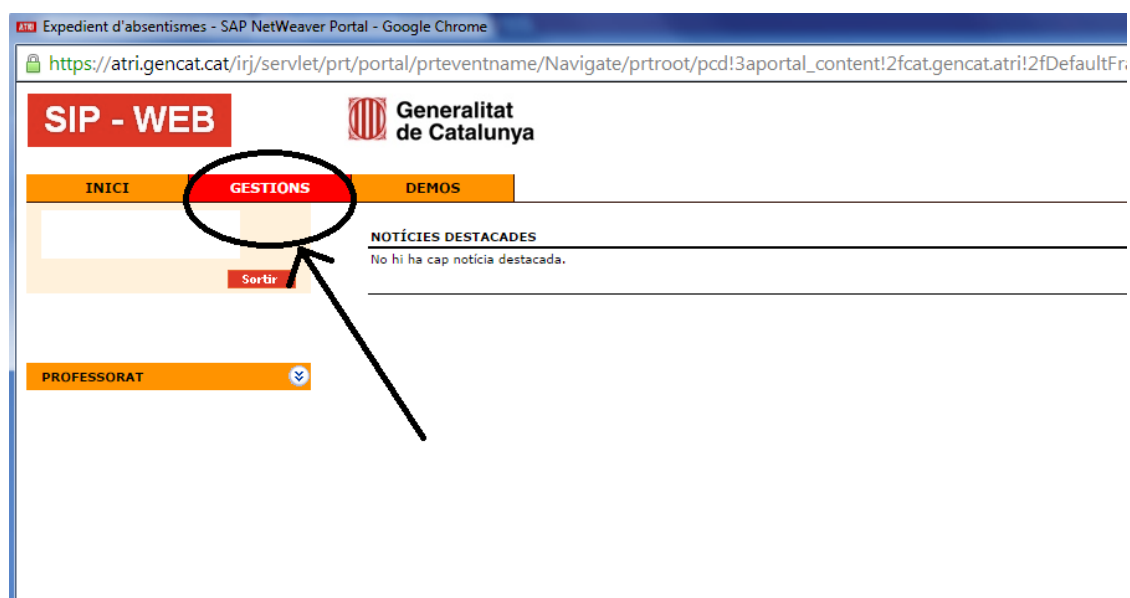 ATRI Expedient d'absentismes - SAP NetWeaver Portal - Google Chrome
https://atri.gencat.cat/irj/servlet/prt/portal/prteventname/Navigate/prtroot/pcd!3aportal_content!2fcat.gencat.atri!2fDefaultFra
SIP - WEB
Generalitat
de Catalunya
INICI GESTIONS DEMOS
NOTÍCIES DESTACADES
No hi ha cap notícia destacada.
Sortir
PROFESSORAT